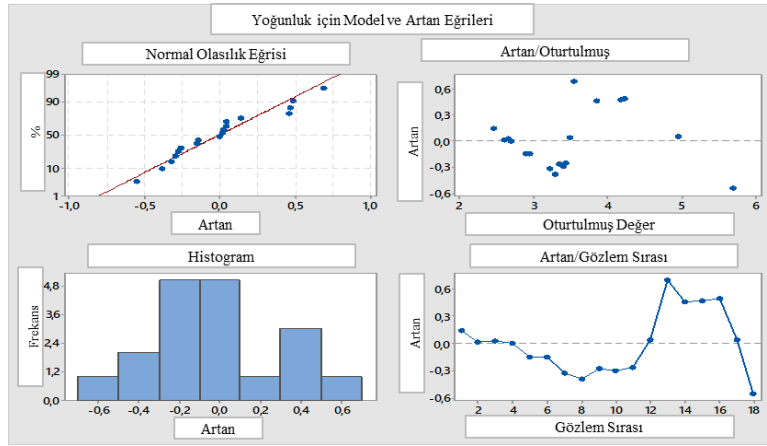 Yoğunluk için Model ve Artan Eğrileri
Normal Olasılık Eğrisi
99
90
50
10
1
%
-1,0 -0,5 0,0 0,5 1,0
Artan
Artan/Oturtulmuş
0,6
0,3
0,0
-0,3
-0,6
Artan
2 3 4 5 6
Oturtulmuş Değer
Histogram
4,8
3,6
2,4
1,2
0,0
Frekans
-0,6 -0,4 -0,2 0,0 0,2 0,4 0,6
Artan
Artan/Gözlem Sırası
0,6
0,3
0,0
-0,3
-0,6
Artan
2 4 6 8 10 12 14 16 18
Gözlem Sırası